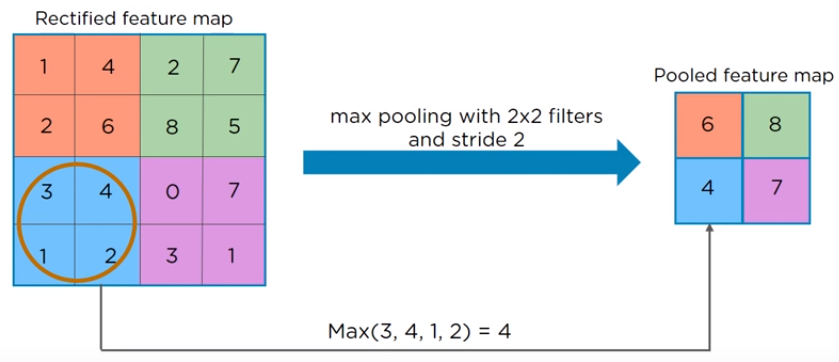 Rectified feature map
1 4 2 7
2 6 8 5
3 4 0 7
1 2 3 1
max pooling with 2x2 filters
and stride 2
Pooled feature map
6 8
4 7
Max(3, 4, 1, 2) = 4